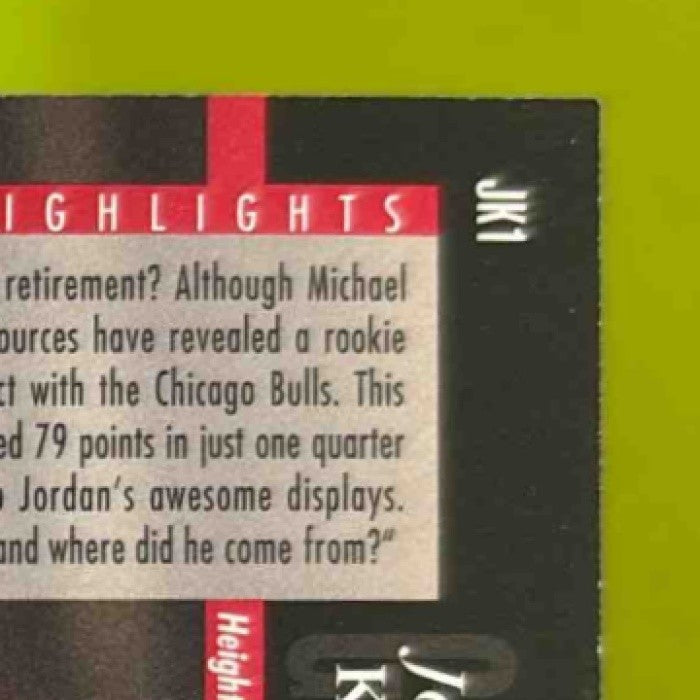 IGHLIGHTS
retirement? Although Michael
ources have revealed a rookie
ct with the Chicago Bulls. This
ed 79 points in just one quarter
Jordan's awesome displays.
and where did he come from?"
JK1
Heigh